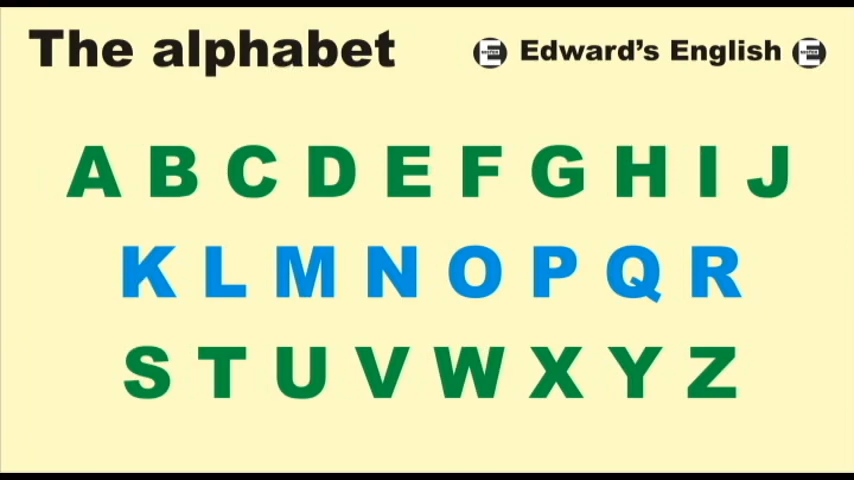 The alphabet
E Edward's English E
A B C D E F G H I J
K L M N O P Q R
S T U V W X Y Z